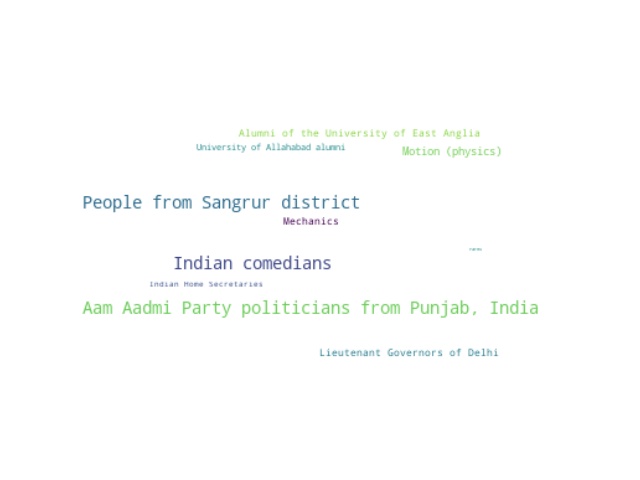 Alumni of the University of East Anglia
University of Allahabad alumni
Motion (physics)
People from Sangrur district
Mechanics
Indian comedians
Indian Home Secretaries
Aam Aadmi Party politicians from Punjab, India
Lieutenant Governors of Delhi